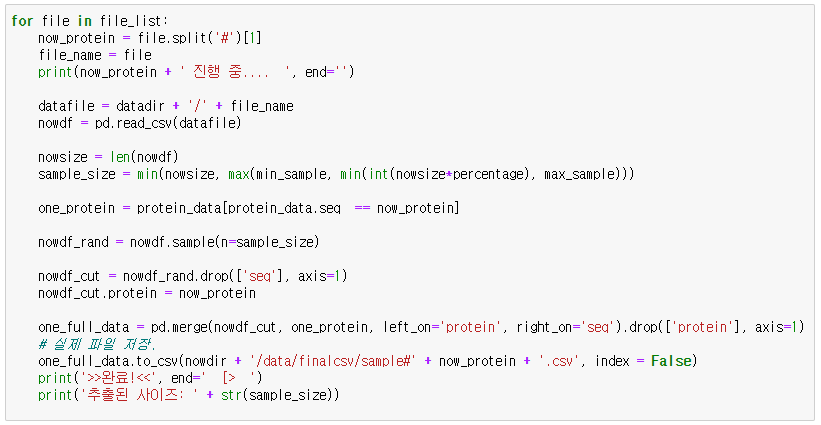 for file in file_list:
    now_protein = file.split('#')[1]
    file_name = file
    print(now_protein + ' 진행 중....  ', end='')
    datafile = datadir + '/' + file_name
    nowdf = pd.read_csv(datafile)
    nowsize = len(nowdf)
    sample_size = min(nowsize, max(min_sample, min(int(nowsize*percentage), max_sample)))
    one_protein = protein_data[protein_data.seq  == now_protein]
    nowdf_rand = nowdf.sample(n=sample_size)
    nowdf_cut = nowdf_rand.drop(['seq'], axis=1)
    nowdf_cut.protein = now_protein
    one_full_data = pd.merge(nowdf_cut, one_protein, left_on='protein', right_on='seq').drop(['protein'], axis=1)
    # 실제 파일 저장.
    one_full_data.to_csv(nowdir + '/data/finalcsv/sample#' + now_protein + '.csv', index = False)
    print('>>완료!<<', end='  [>  ')
    print('추출된 사이즈: ' + str(sample_size))